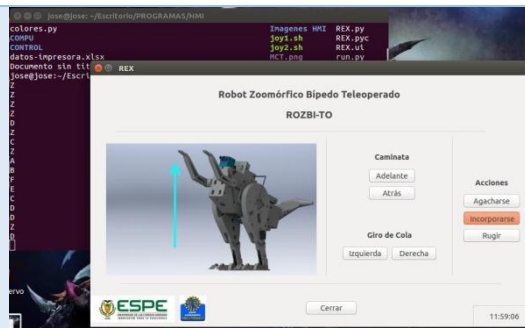 jose@jose: ~/Escritorio/PROGRAMAS/HMI
colores.py Imagenes HMI REX.py
COMPU joy1.sh REX.pyc
CONTROL joy2.sh REX.ui
datos-impresora.xlsx MCT.png run.py
Documento sin tit
jose@jose:~/Escri
Z
Z
Z
Z
D
Z
C
Z
A
B
F
E
C
D
D
Z
Q
REX
Robot Zoomórfico Bípedo Teleoperado
ROZBI-TO
Caminata
Adelante
Atrás
Giro de Cola
Izquierda Derecha
Acciones
Agacharse
Incorporarse
Rugir
ESPE
Cerrar
11:59:06
ervo